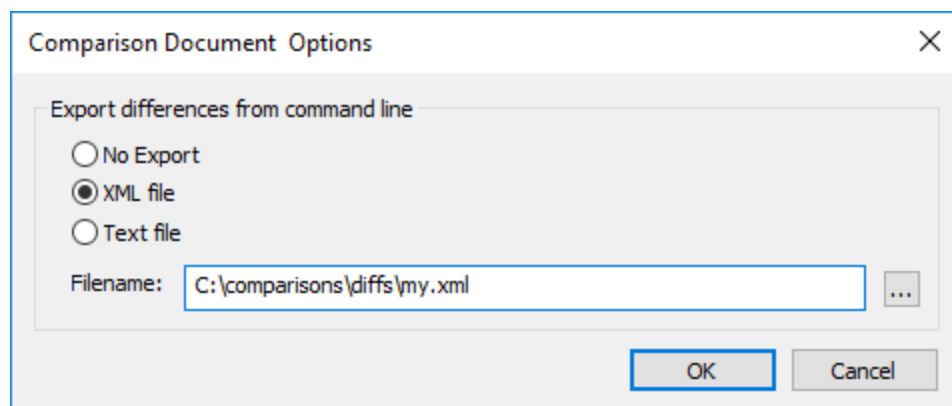 Comparison Document  Options
Export differences from command line
No Export
XML file
Text file
Filename: C:\comparisons\diffs\my.xml ...
OK Cancel